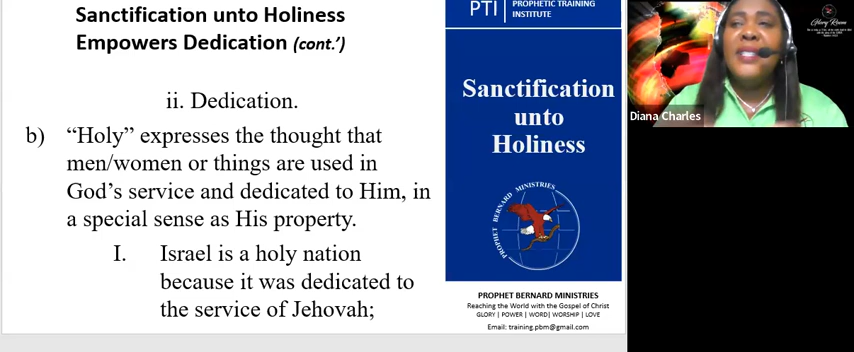 Sanctification unto Holiness
Empowers Dedication (cont.’)
ii. Dedication.
b) “Holy” expresses the thought that
men/women or things are used in
God’s service and dedicated to Him, in
a special sense as His property.
I. Israel is a holy nation
because it was dedicated to
the service of Jehovah;
PTI
PROPHETIC TRAINING
INSTITUTE
Sanctification
unto
Holiness
PROPHET BERNARD MINISTRIES
PROPHET BERNARD MINISTRIES
Reaching the World with the Gospel of Christ
GLORY | POWER | WORD| WORSHIP | LOVE
Email: training.pbm@gmail.com
Glory Room
Diana Charles